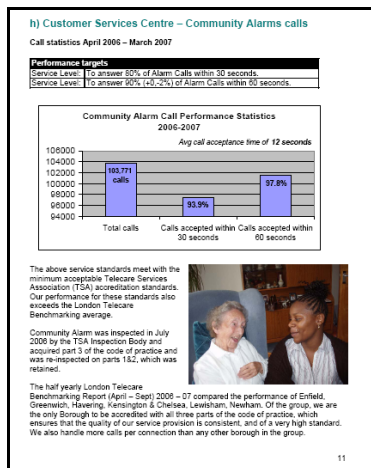 h) Customer Services Centre – Community Alarms calls
Call statistics April 2006 – March 2007
Performance targets
Service Level: To answer 80% of Alarm Calls within 30 seconds.
Service Level: To answer 90% (+0,-2%) of Alarm Calls within 60 seconds.
Community Alarm Call Performance Statistics
2006-2007
Avg call acceptance time of 12 seconds
106000
104000
102000
100000
98000
96000
94000
103,771
calls
93.9%
97.8%
Total calls
Calls accepted within
30 seconds
Calls accepted within
60 seconds
The above service standards meet with the
minimum acceptable Telecare Services
Association (TSA) accreditation standards.
Our performance for these standards also
exceeds the London Telecare
Benchmarking average.
Community Alarm was inspected in July
2006 by the TSA Inspection Body and
acquired part 3 of the code of practice and
was re-inspected on parts 1&2, which was
retained.
The half yearly London Telecare
Benchmarking Report (April – Sept) 2006 – 07 compared the performance of Enfield,
Greenwich, Havering, Kensington & Chelsea, Lewisham, Newham. Of the group, we are
the only Borough to be accredited with all three parts of the code of practice, which
ensures that the quality of our service provision is consistent, and of a very high standard.
We also handle more calls per connection than any other borough in the group.
11